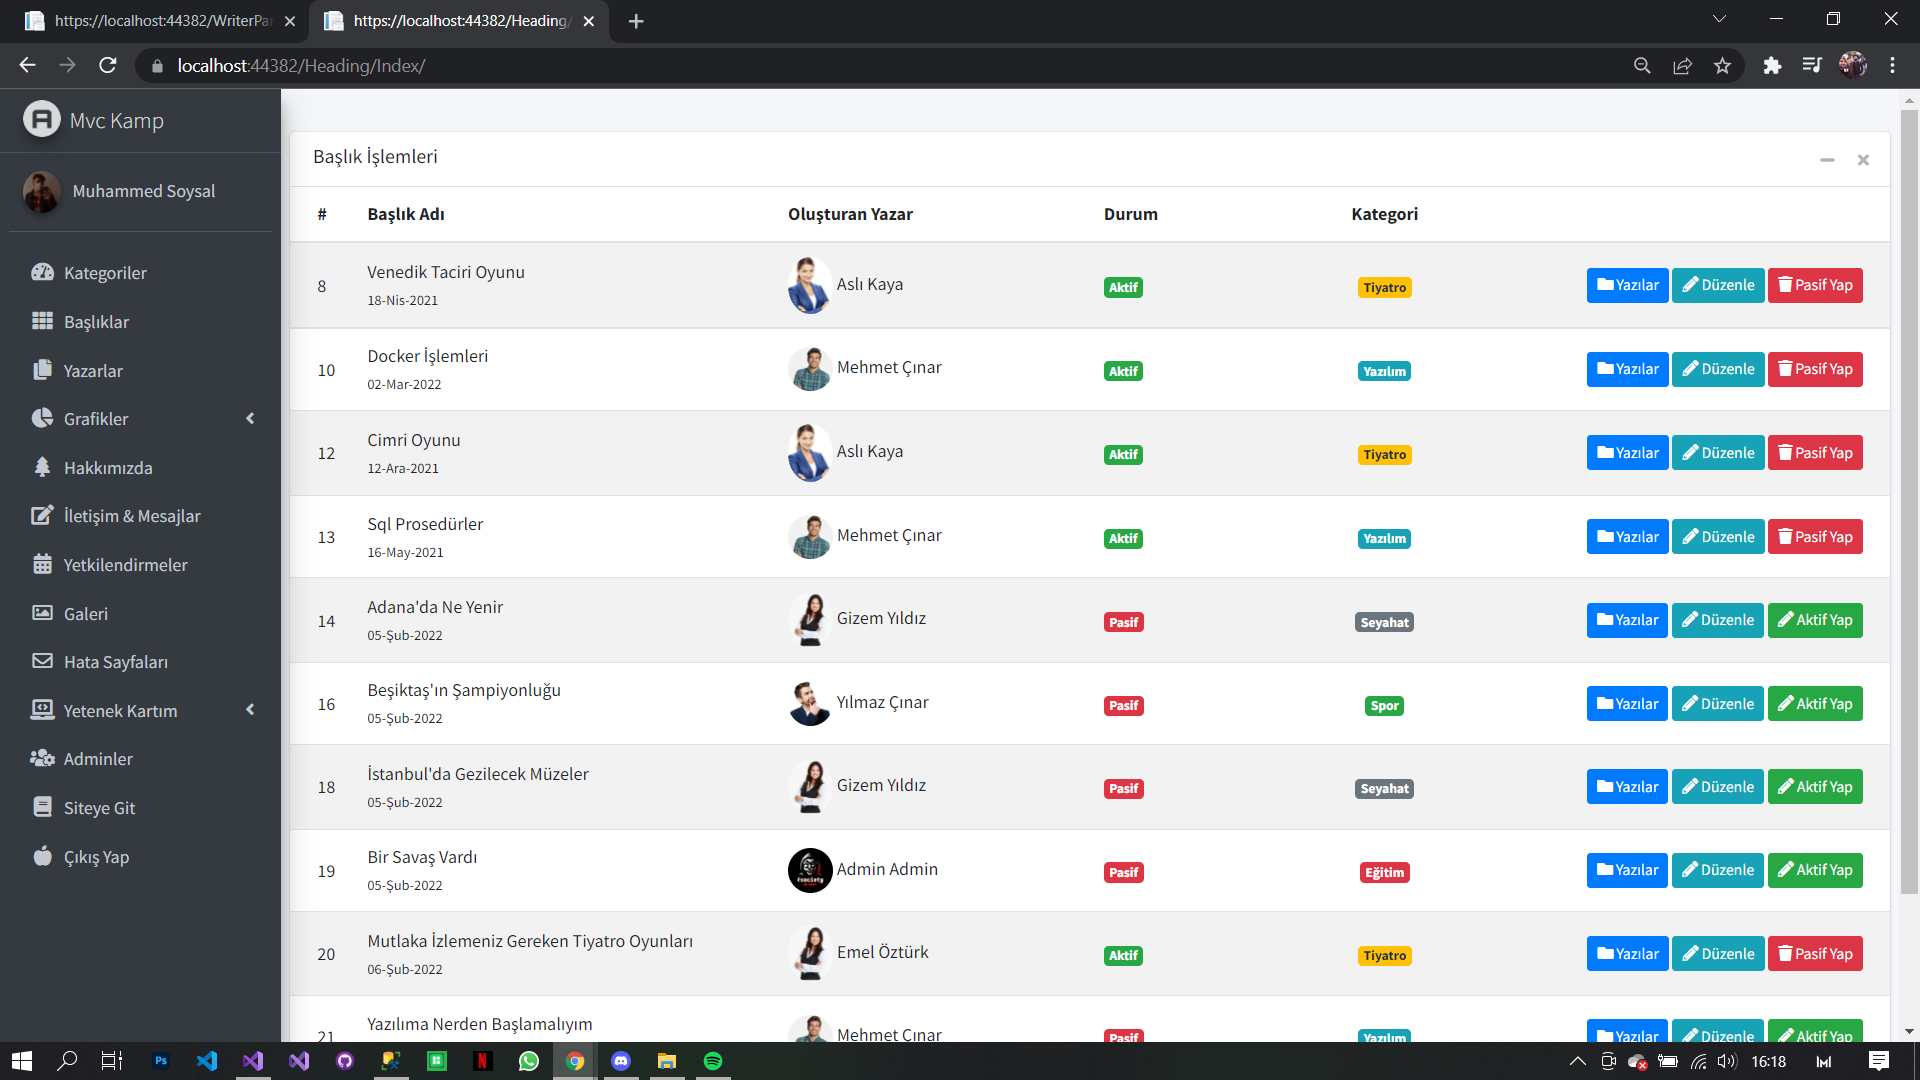 https://localhost:44382/WriterPar
https://localhost:44382/Heading/
localhost:44382/Heading/Index/
Mvc Kamp
Muhammed Soysal
Kategoriler
Başlıklar
Yazarlar
Grafikler
Hakkımızda
İletişim & Mesajlar
Yetkilendirmeler
Galeri
Hata Sayfaları
Yetenek Kartım
Adminler
Siteye Git
Çıkış Yap
Başlık İşlemleri
# Başlık Adı Oluşturan Yazar Durum Kategori
8 Venedik Taciri Oyunu Aslı Kaya Aktif Tiyatro Yazılar Düzenle Pasif Yap
18-Nis-2021
10 Docker İşlemleri Mehmet Çınar Aktif Yazılım Yazılar Düzenle Pasif Yap
02-Mar-2022
12 Cimri Oyunu Aslı Kaya Aktif Tiyatro Yazılar Düzenle Pasif Yap
12-Ara-2021
13 Sql Prosedürler Mehmet Çınar Aktif Yazılım Yazılar Düzenle Pasif Yap
16-May-2021
14 Adana'da Ne Yenir Gizem Yıldız Pasif Seyahat Yazılar Düzenle Aktif Yap
05-Şub-2022
16 Beşiktaş'ın Şampiyonluğu Yılmaz Çınar Pasif Spor Yazılar Düzenle Aktif Yap
05-Şub-2022
18 İstanbul'da Gezilecek Müzeler Gizem Yıldız Pasif Seyahat Yazılar Düzenle Aktif Yap
05-Şub-2022
19 Bir Savaş Vardı Admin Admin Pasif Eğitim Yazılar Düzenle Aktif Yap
05-Şub-2022
20 Mutlaka İzlemeniz Gereken Tiyatro Oyunları Emel Öztürk Aktif Tiyatro Yazılar Düzenle Pasif Yap
06-Şub-2022
21 Yazılıma Nerden Başlamalıyım Mehmet Çınar Pasif Yazılım Yazılar Düzenle Aktif Yap
Ps
N
16:18